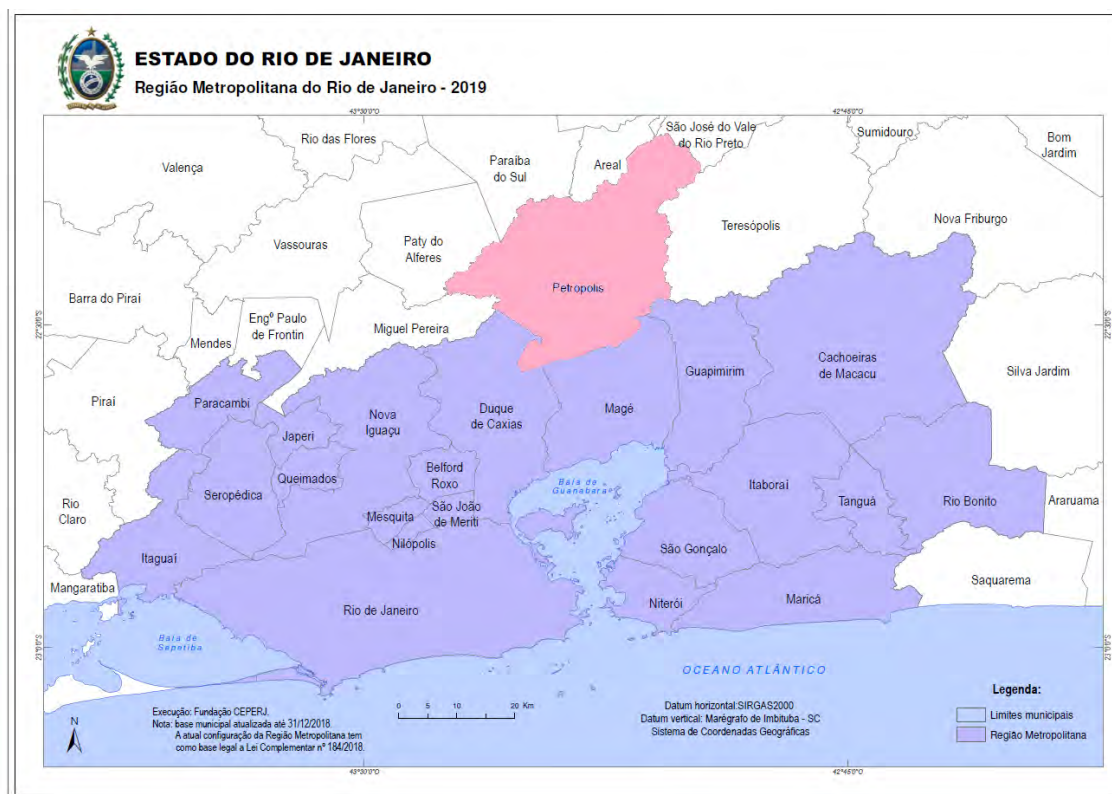 ESTADO DO RIO DE JANEIRO
Região Metropolitana do Rio de Janeiro - 2019
43°30'0"O
42°45'0"O
Rio das Flores
São José do Vale
do Rio Preto
Sumidouro
Bom
Jardim
Valença
Paraíba
do Sul
Areal
Nova Friburgo
Teresópolis
Vassouras
Paty do
Alferes
Barra do Piraí
Petropolis
Engº Paulo
de Frontin
Miguel Pereira
Mendes
Cachoeiras
de Macacu
Guapimirim
Silva Jardim
Piraí
Paracambi
Nova
Iguaçu
Duque
de Caxias
Magé
Japeri
Queimados
Belford
Roxo
Seropédica
Baía de
Guanabara
Itaboraí
Tanguá
Rio Bonito
Araruama
Rio
Claro
Mesquita
São João
de Meriti
Nilópolis
São Gonçalo
Itaguaí
Mangaratiba
Saquarema
Rio de Janeiro
Niterói
Maricá
Baía de
Sepetiba
OCEANO ATLÂNTICO
Execução: Fundação CEPERJ.
Nota: base municipal atualizada até 31/12/2018.
A atual configuração da Região Metropolitana tem
como base legal a Lei Complementar nº 184/2018.
N
0 5 10 20 Km
Datum horizontal:SIRGAS2000
Datum vertical: Marégrafo de Imbituba - SC
Sistema de Coordenadas Geográficas
Legenda:
Limites municipais
Região Metropolitana
43°30'0"O
42°45'0"O